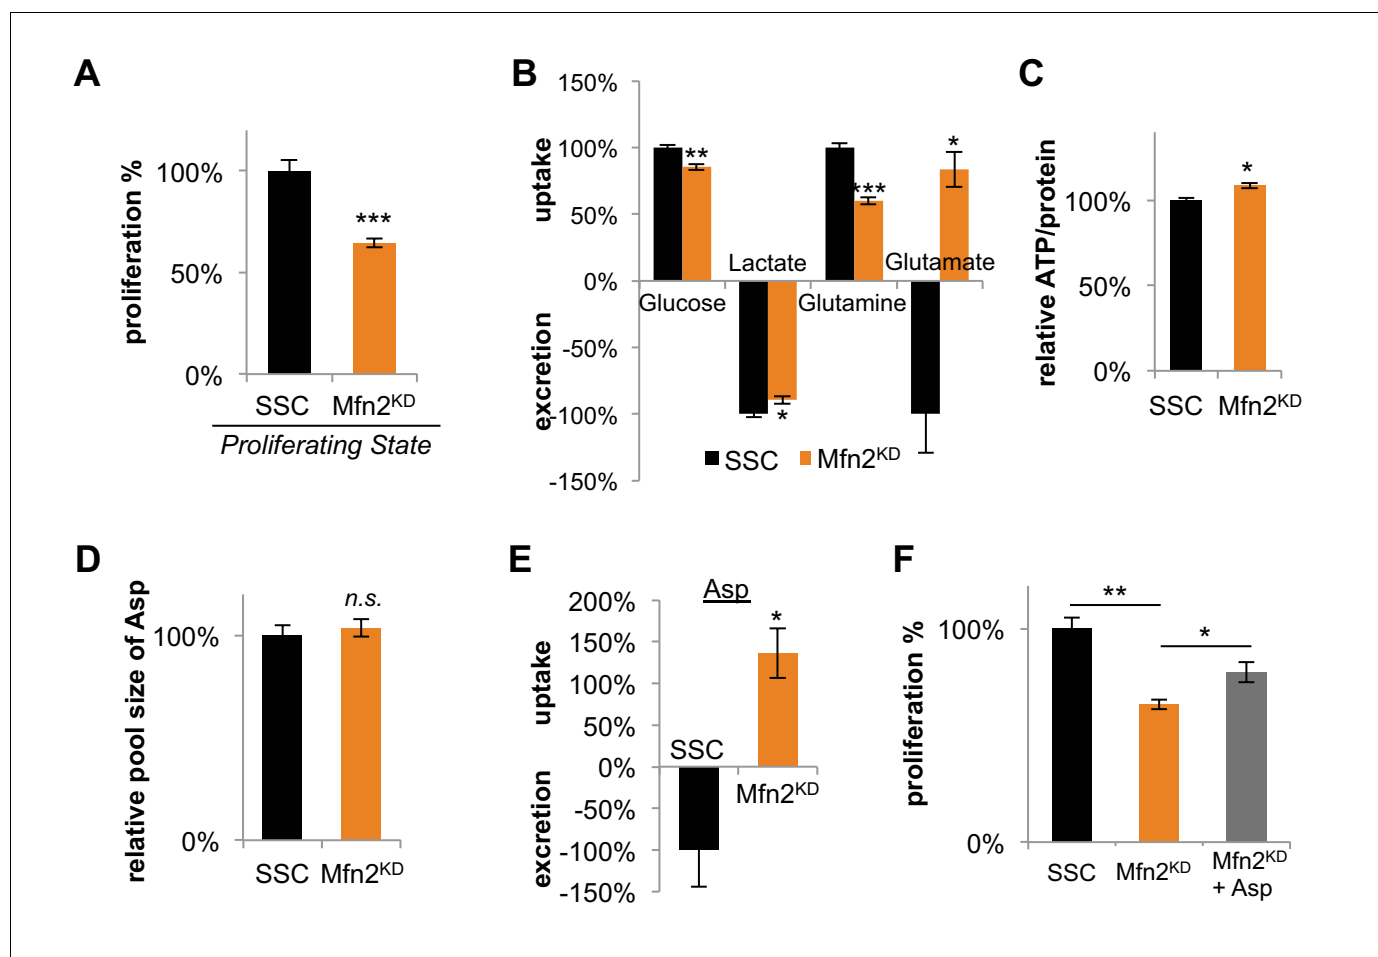 A
proliferation %
100%
50%
0%
***
SSC Mfn2KD
Proliferating State
B
uptake
excretion
150%
100%
50%
0%
-50%
-100%
-150%
**
***
*
Lactate
Glutamate
Glucose
Glutamine
*
SSC Mfn2KD
C
relative ATP/protein
100%
50%
0%
*
SSC Mfn2KD
D
relative pool size of Asp
100%
0%
n.s.
SSC Mfn2KD
E
Asp
uptake
excretion
200%
150%
100%
50%
0%
-50%
-100%
-150%
*
SSC
Mfn2KD
F
proliferation %
100%
0%
**
*
SSC Mfn2KD Mfn2KD
+ Asp